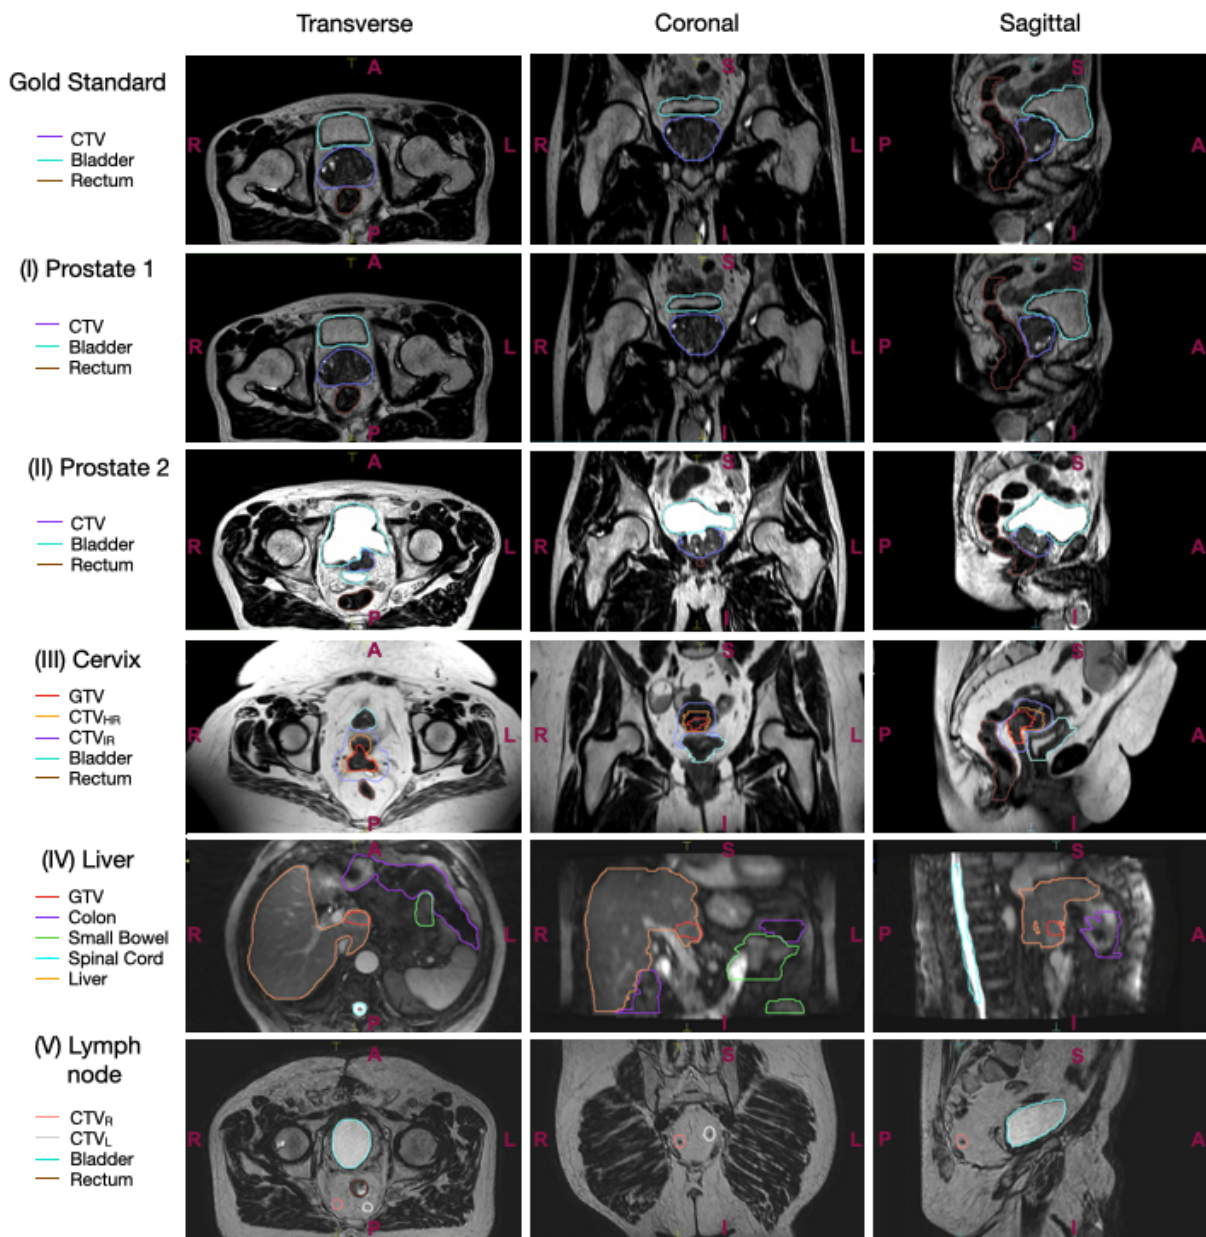 Transverse Coronal Sagittal
Gold Standard
CTV
Bladder
Rectum
A
R L
P
S
R L
I
S
P A
I
(I) Prostate 1
CTV
Bladder
Rectum
A
R L
P
S
R L
I
S
P A
I
(II) Prostate 2
CTV
Bladder
Rectum
A
R L
P
S
R L
I
S
P A
I
(III) Cervix
GTV
CTVHR
CTVIR
Bladder
Rectum
A
R L
P
S
R L
I
S
P A
I
(IV) Liver
GTV
Colon
Small Bowel
Spinal Cord
Liver
A
R L
P
S
R L
I
S
P A
I
(V) Lymph
node
CTVR
CTVL
Bladder
Rectum
A
R L
P
S
R L
I
S
P A
I